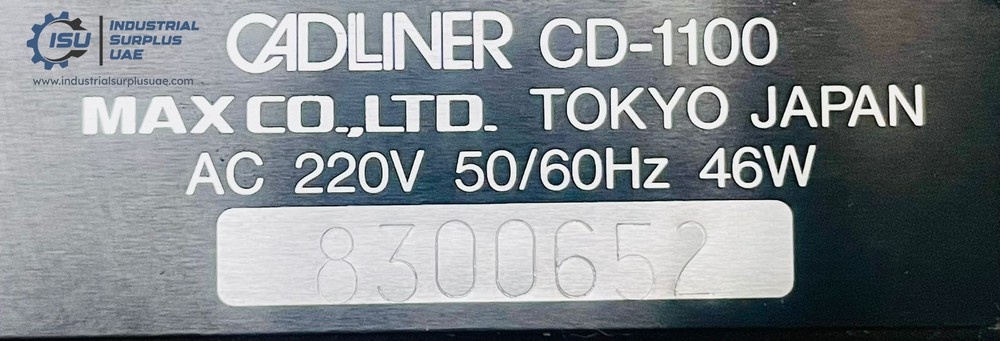 ISU INDUSTRIAL
SURPLUS
UAE
www.industrialsurplusuae.com
CADLINER CD-1100
MAX CO.,LTD. TOKYO JAPAN
AC 220V 50/60Hz 46W
8300652